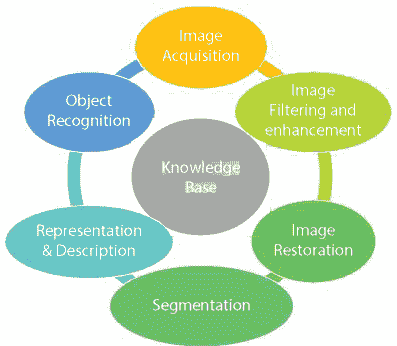 Image
Acquisition
Image
Filtering and
enhancement
Image
Restoration
Segmentation
Representation
& Description
Object
Recognition
Knowledge
Base